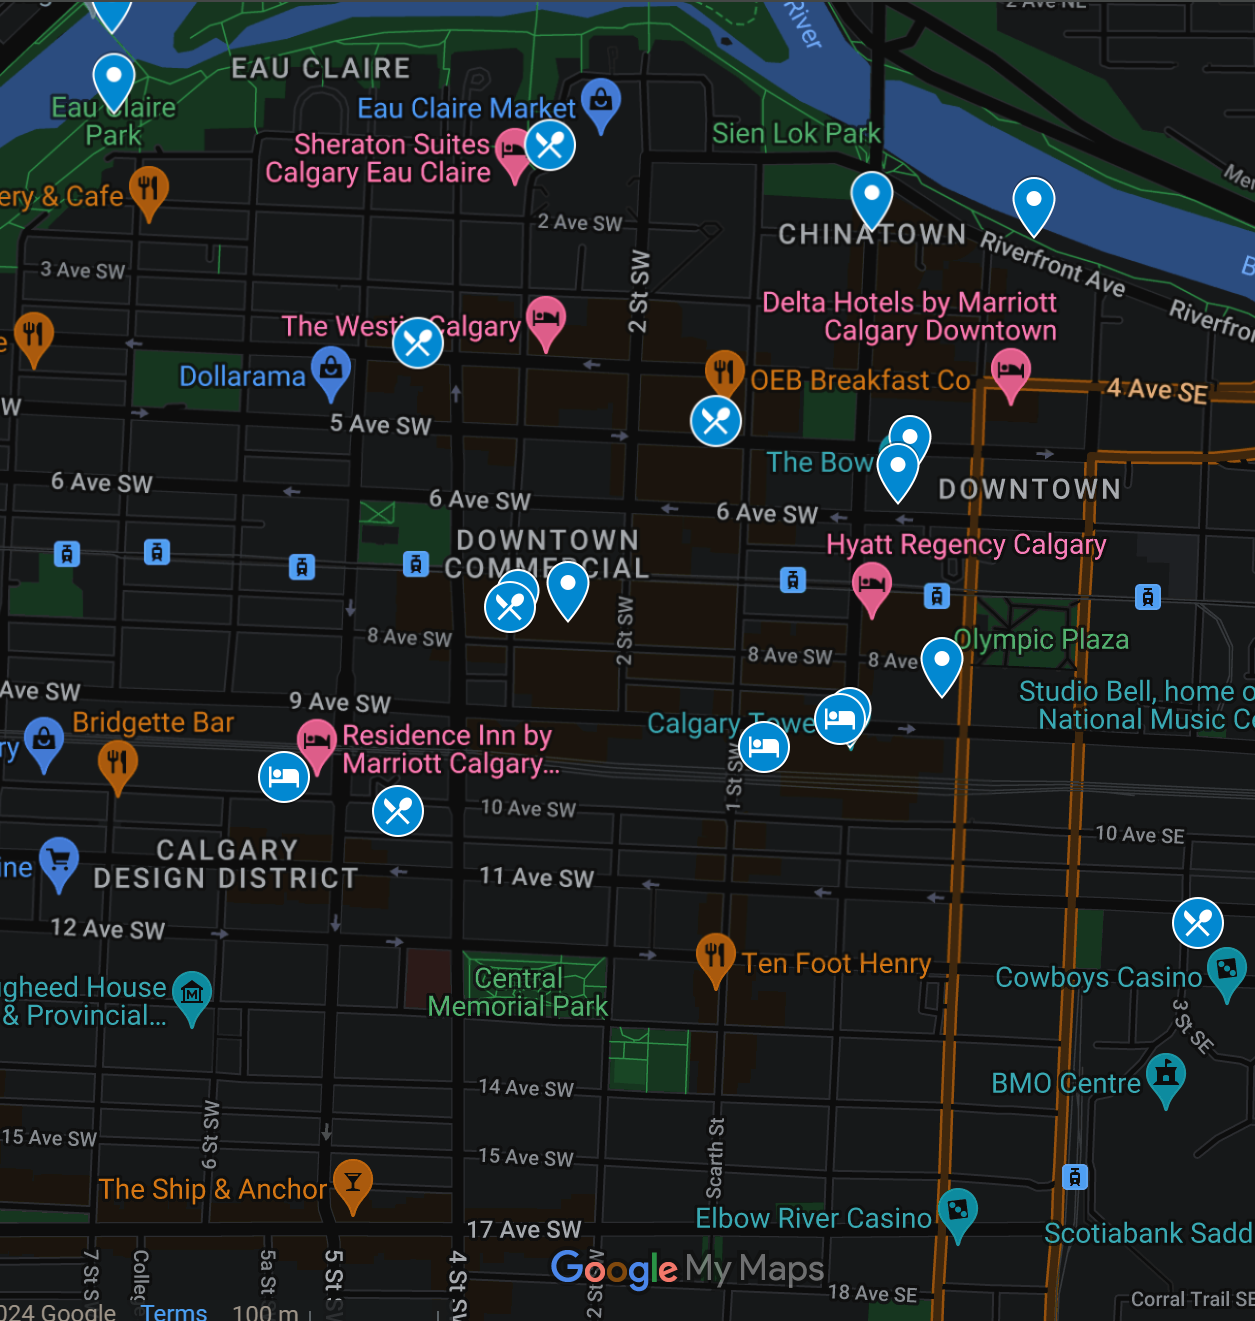 2 Ave NE
River
EAU CLAIRE
Eau Claire Market
Eau Claire
Park
Sien Lok Park
Sheraton Suites
Calgary Eau Claire
ery & Cafe
2 Ave SW
CHINATOWN
Riverfront Ave
3 Ave SW
2 St SW
Delta Hotels by Marriott
Calgary Downtown
Riverfro
The Westin Calgary
Dollarama
OEB Breakfast Co
4 Ave SE
5 Ave SW
The Bow
DOWNTOWN
6 Ave SW
6 Ave SW
6 Ave SW
DOWNTOWN
COMMERCIAL
Hyatt Regency Calgary
8 Ave SW
2 St SW
8 Ave SW
8 Ave
Olympic Plaza
Ave SW
9 Ave SW
Studio Bell, home o
National Music C
Bridgette Bar
Calgary Towe
Residence Inn by
Marriott Calgary...
1 St SW
10 Ave SW
10 Ave SE
CALGARY
DESIGN DISTRICT
ine
11 Ave SW
12 Ave SW
Ten Foot Henry
Cowboys Casino
Central
Memorial Park
ugheed House
& Provincial...
3 St SE
BMO Centre
14 Ave SW
6 St SW
15 Ave SW
15 Ave SW
Scarth St
The Ship & Anchor
Elbow River Casino
Scotiabank Sadd
17 Ave SW
7 St S
Colleg
5a St
5 St S
4 St SW
2 St
Google My Maps
18 Ave SE
Corral Trail SE
024 Google
Terms
100 m